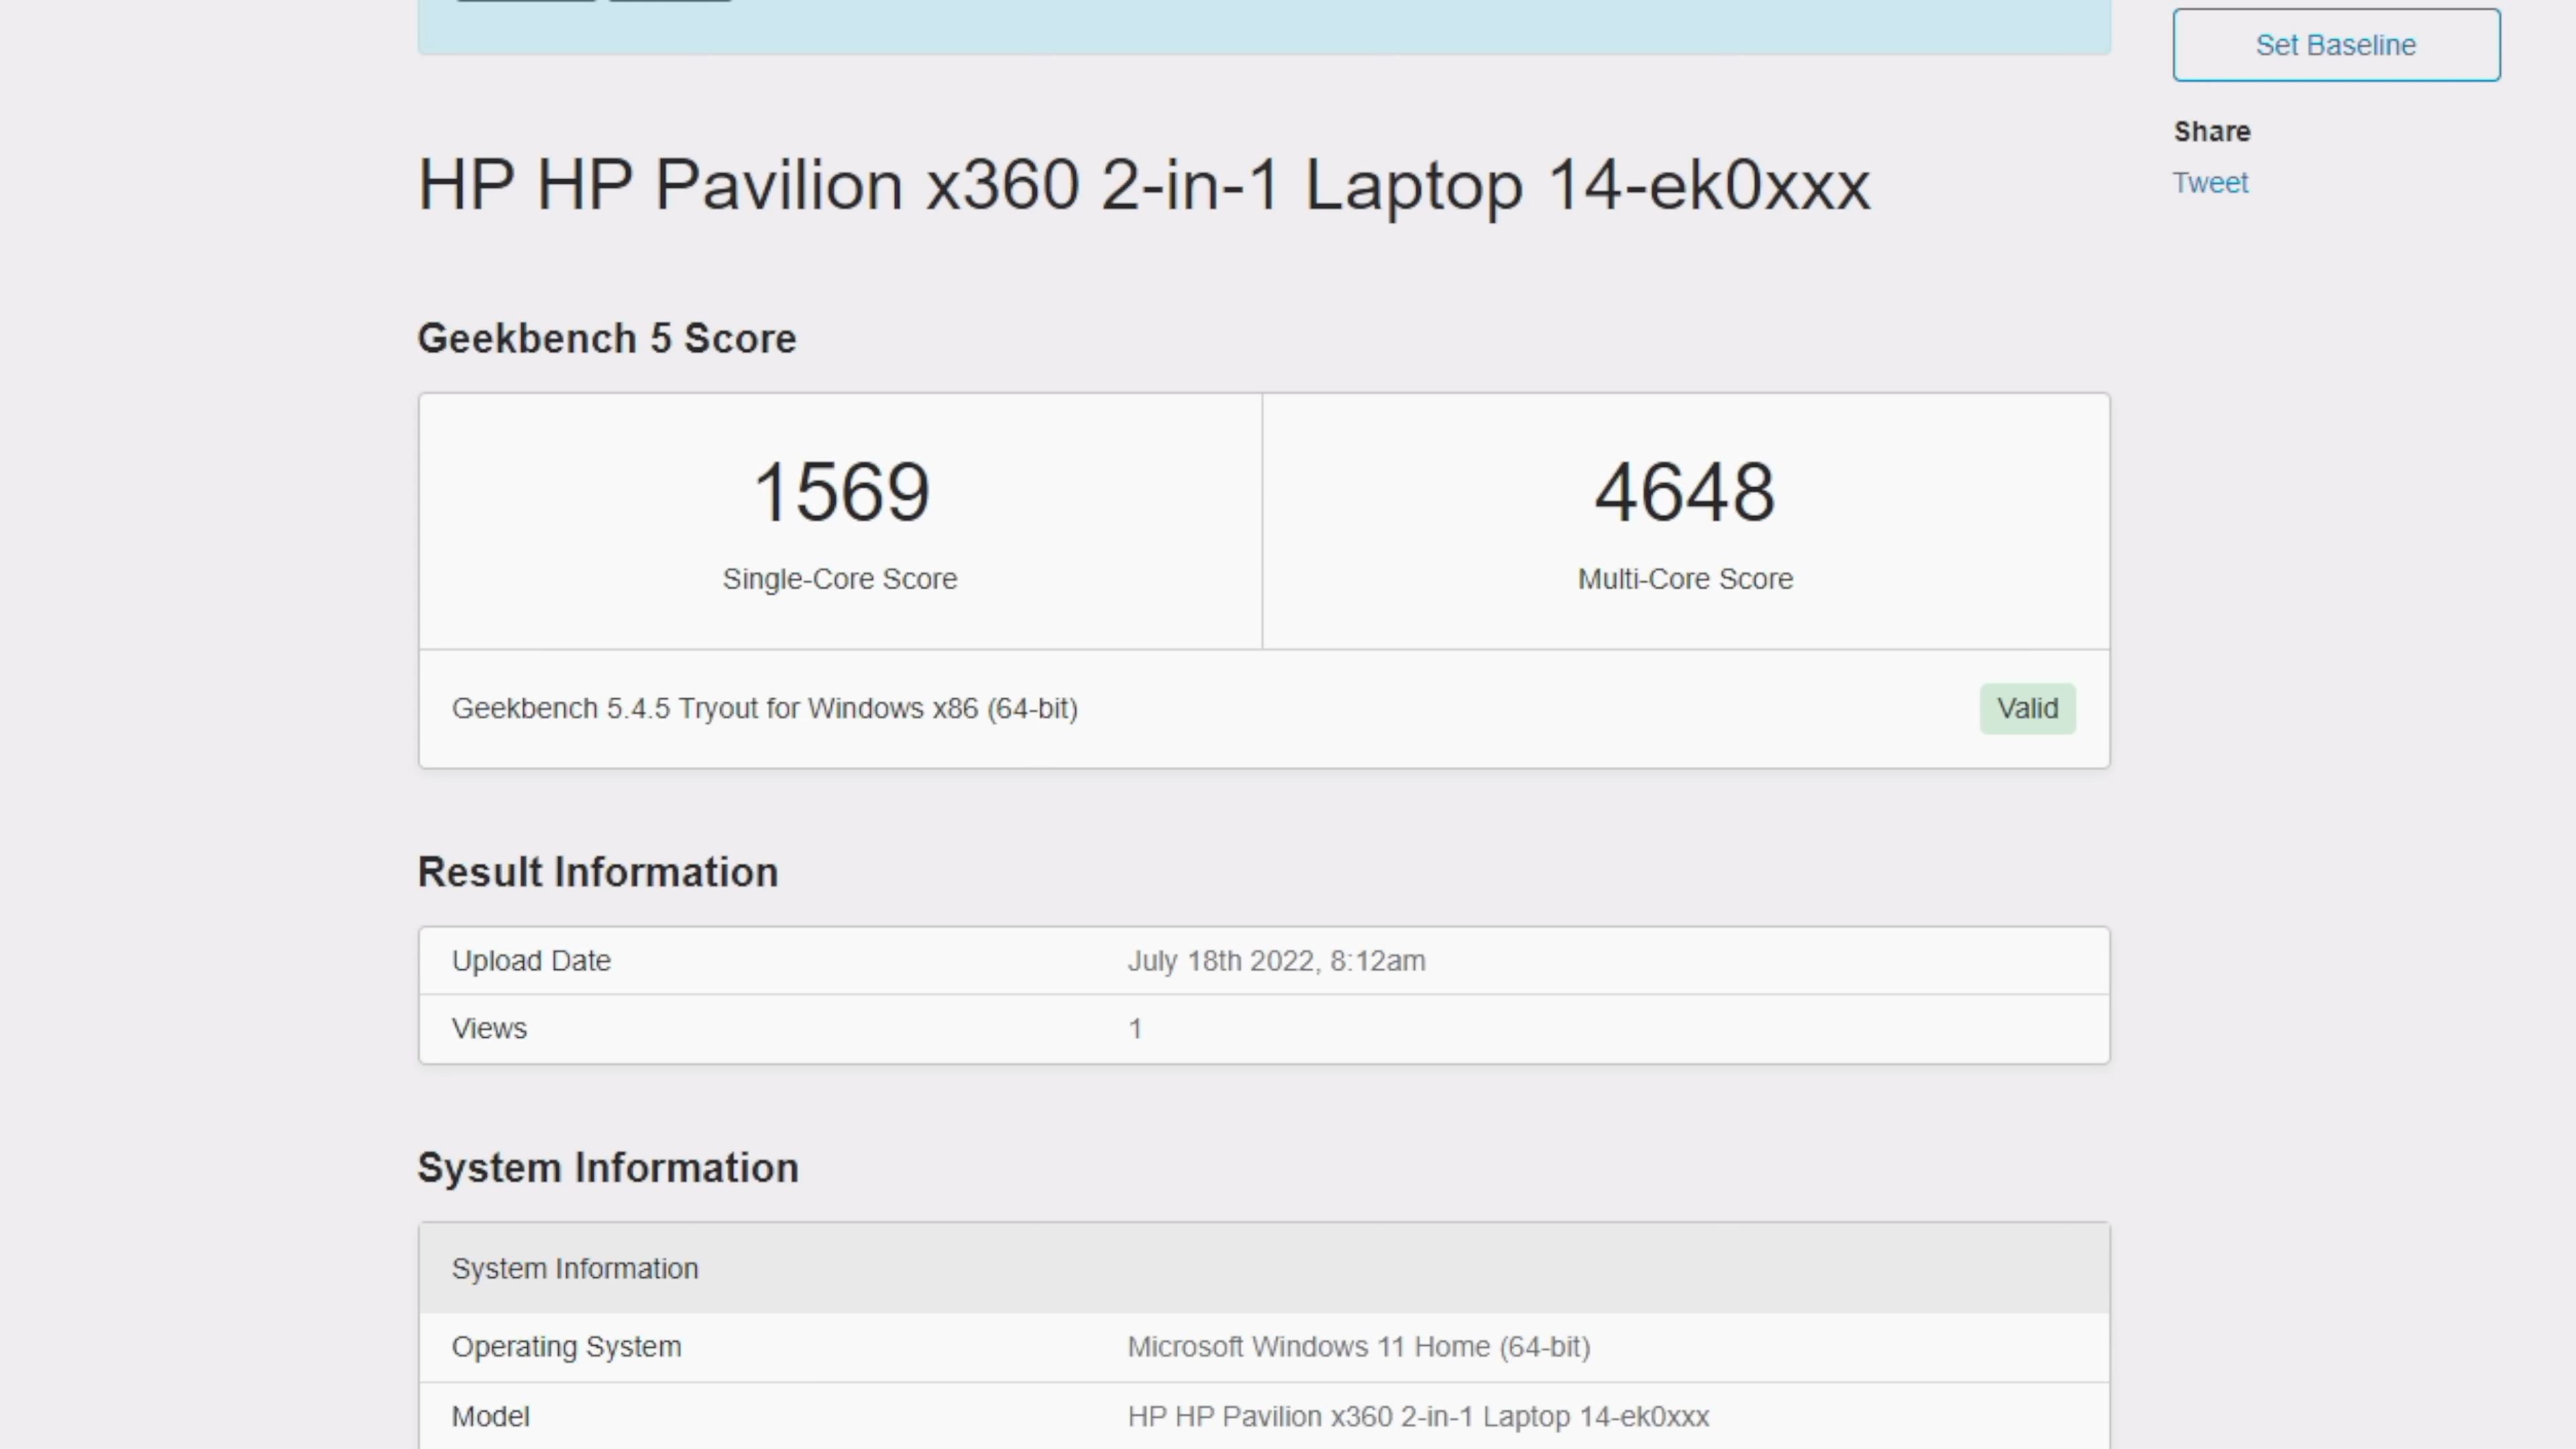 Set Baseline
Share
Tweet
HP HP Pavilion x360 2-in-1 Laptop 14-ek0xxx
Geekbench 5 Score
1569
Single-Core Score
4648
Multi-Core Score
Geekbench 5.4.5 Tryout for Windows x86 (64-bit)
Valid
Result Information
Upload Date July 18th 2022, 8:12am
Views 1
System Information
System Information
Operating System Microsoft Windows 11 Home (64-bit)
Model HP HP Pavilion x360 2-in-1 Laptop 14-ek0xxx